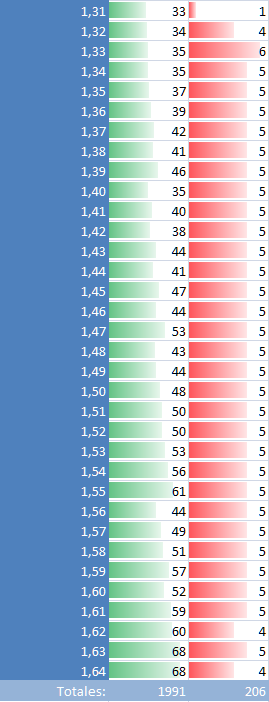 1,31 33 1
1,32 34 4
1,33 35 6
1,34 35 5
1,35 37 5
1,36 39 5
1,37 42 5
1,38 41 5
1,39 46 5
1,40 35 5
1,41 40 5
1,42 38 5
1,43 44 5
1,44 41 5
1,45 47 5
1,46 44 5
1,47 53 5
1,48 43 5
1,49 44 5
1,50 48 5
1,51 50 5
1,52 50 5
1,53 53 5
1,54 56 5
1,55 61 5
1,56 44 5
1,57 49 5
1,58 51 5
1,59 57 5
1,60 52 5
1,61 59 5
1,62 60 4
1,63 68 5
1,64 68 4
Totales: 1991 206